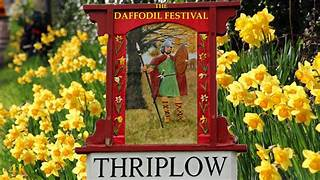 THE
DAFFODIL FESTIVAL
THRIPLOW